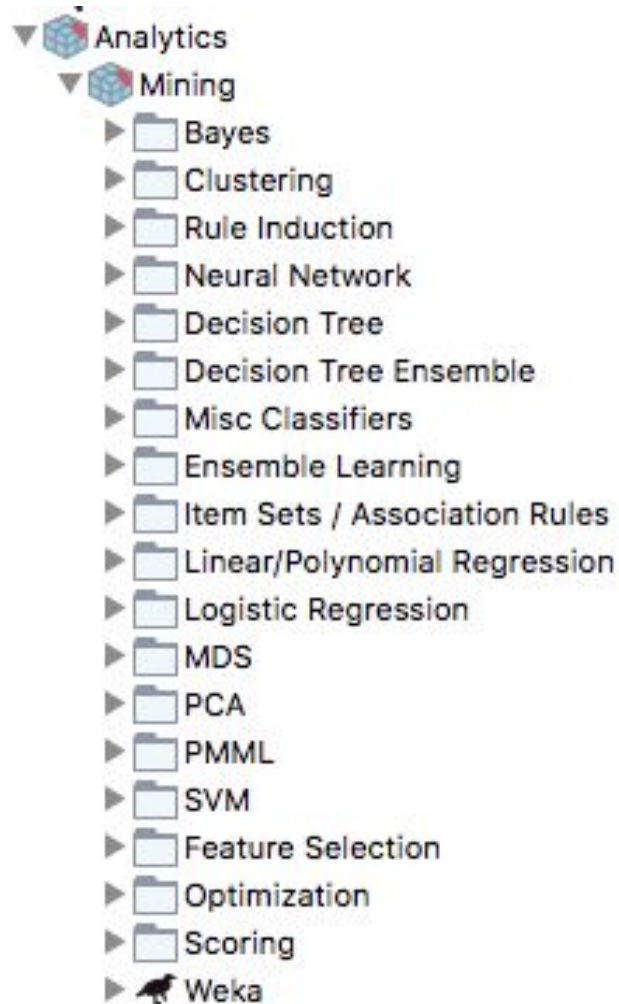 Analytics
Mining
Bayes
Clustering
Rule Induction
Neural Network
Decision Tree
Decision Tree Ensemble
Misc Classifiers
Ensemble Learning
Item Sets / Association Rules
Linear/Polynomial Regression
Logistic Regression
MDS
PCA
PMML
SVM
Feature Selection
Optimization
Scoring
Weka